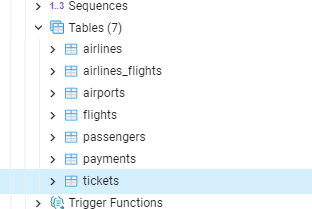 1..3 Sequences
Tables (7)
airlines
airlines_flights
airports
flights
passengers
payments
tickets
Trigger Functions